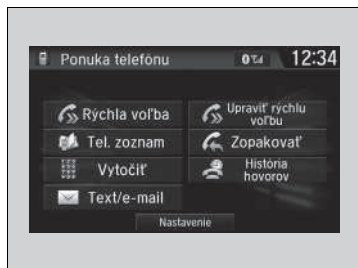 Ponuka telefónu
12:34
Rýchla voľba
Upraviť rýchlu
voľbu
Tel. zoznam
Zopakovať
Vytočiť
História
hovorov
Text/e-mail
Nastavenie